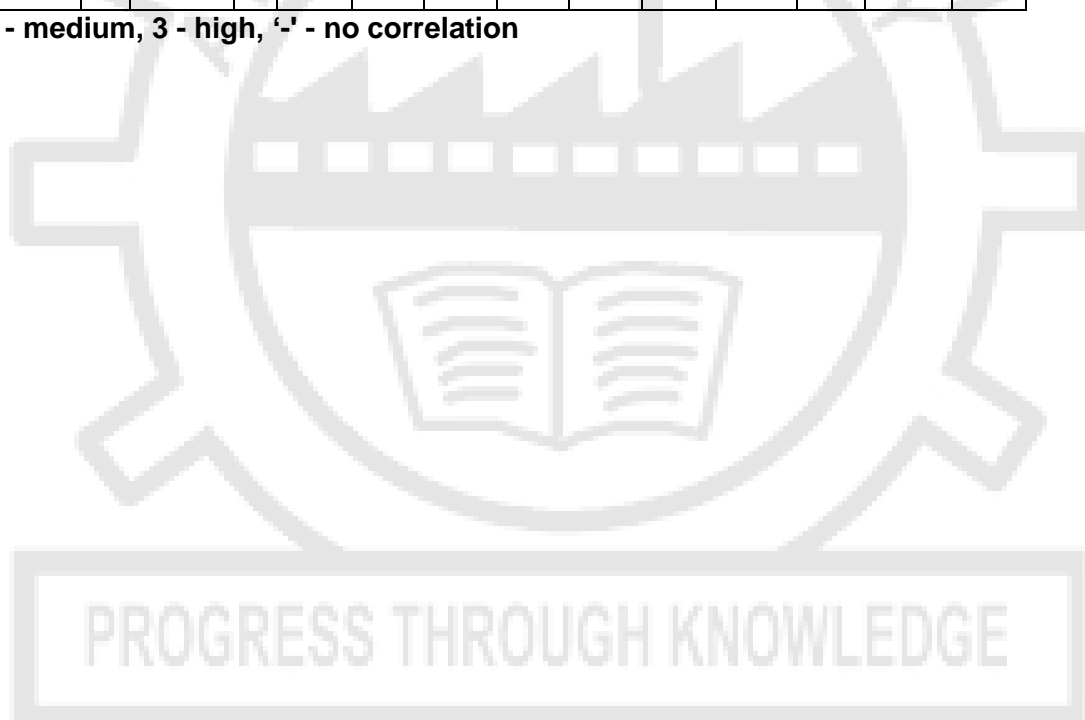 - medium, 3 - high, ‘-' - no correlation
PROGRESS THROUGH KNOWLEDGE